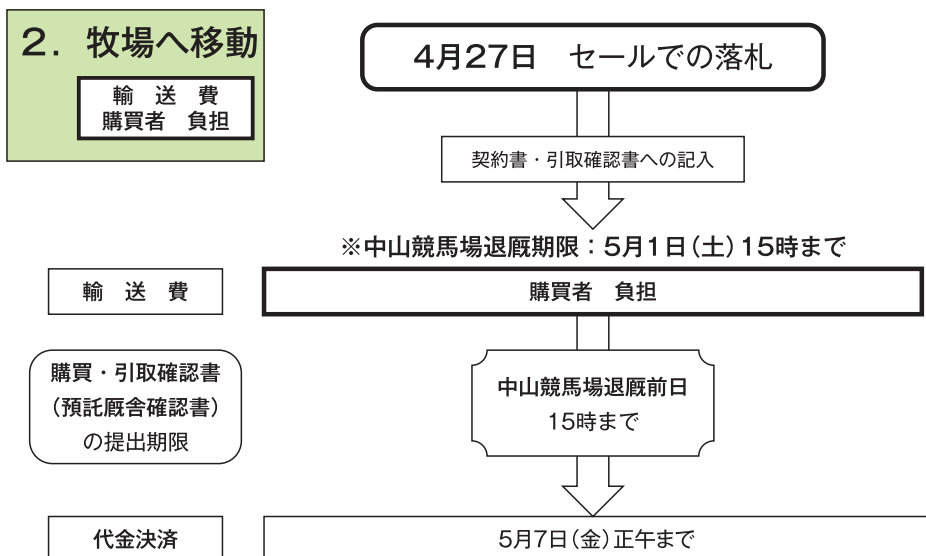 2．牧場へ移動
輸　送　費
購買者　負担
4月27日　セールでの落札
契約書・引取確認書への記入
※中山競馬場退厩期限：5月1日（土）15時まで
輸　送　費
購買者　負担
購買・引取確認書
（預託厩舎確認書）
の提出期限
中山競馬場退厩前日
15時まで
代金決済
5月7日（金）正午まで